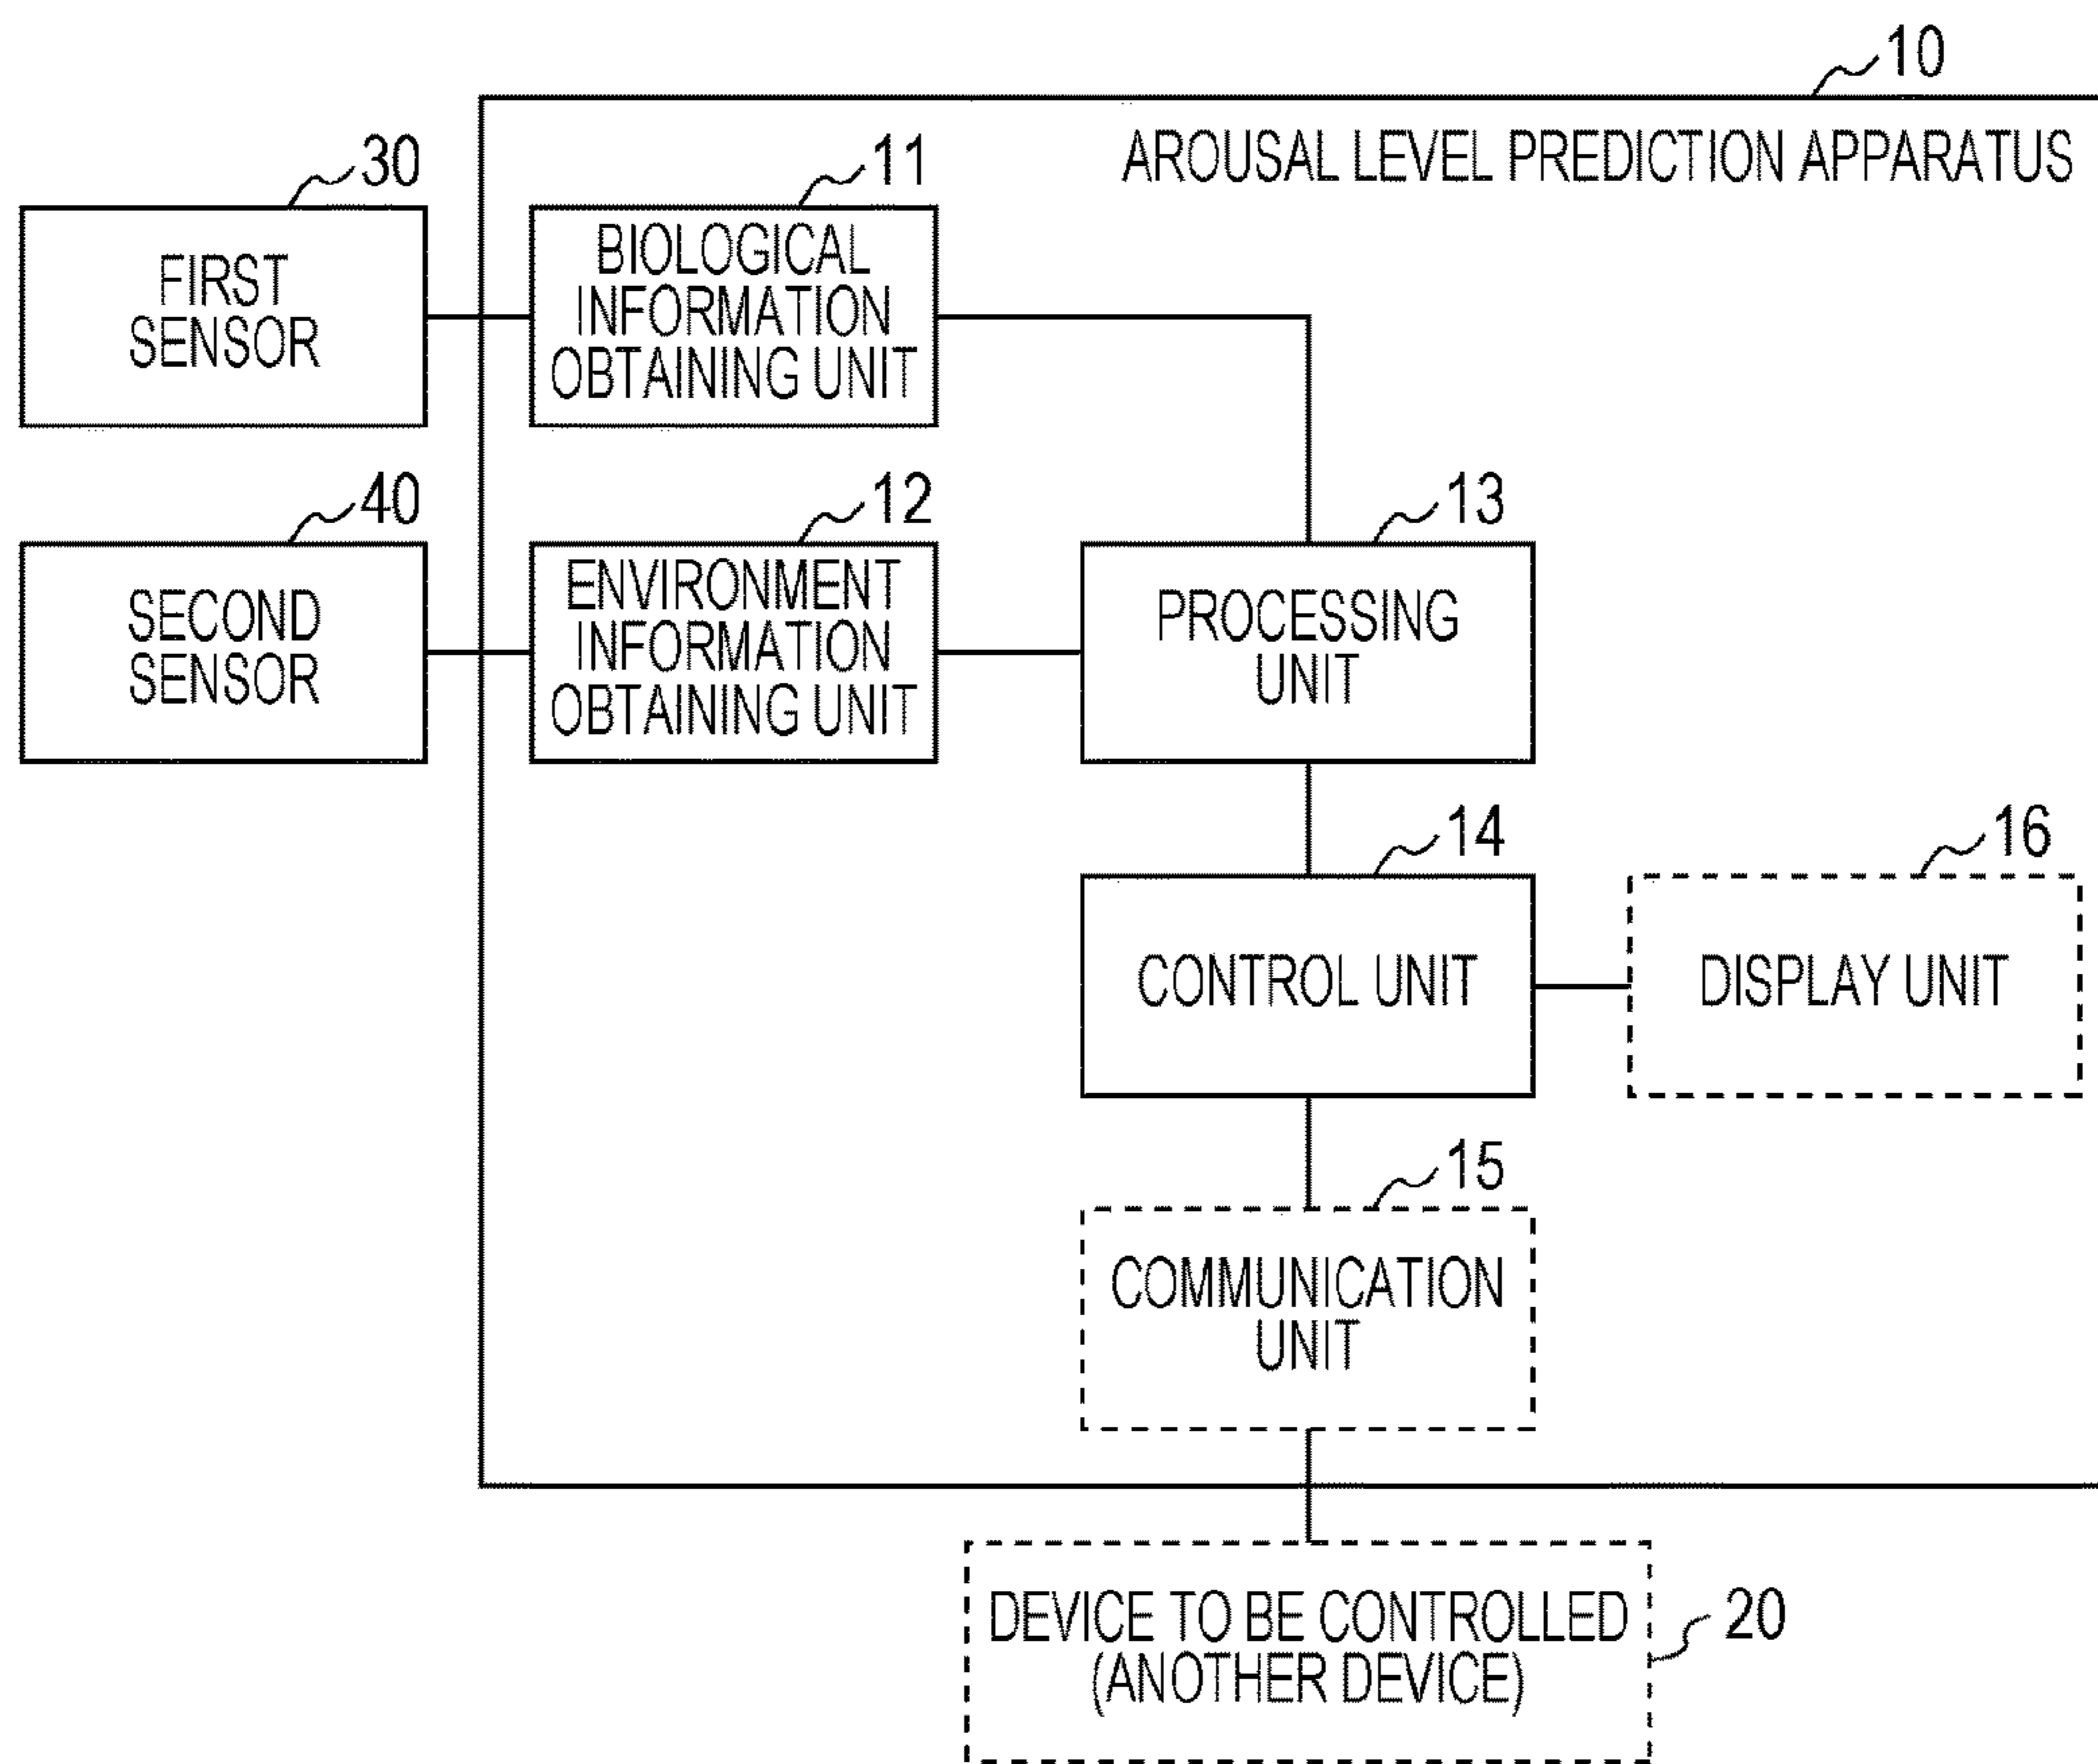 10
AROUSAL LEVEL PREDICTION APPARATUS
30
FIRST
SENSOR
11
BIOLOGICAL
INFORMATION
OBTAINING UNIT
40
SECOND
SENSOR
12
ENVIRONMENT
INFORMATION
OBTAINING UNIT
13
PROCESSING
UNIT
14
CONTROL UNIT
16
DISPLAY UNIT
15
COMMUNICATION
UNIT
DEVICE TO BE CONTROLLED
(ANOTHER DEVICE)
20